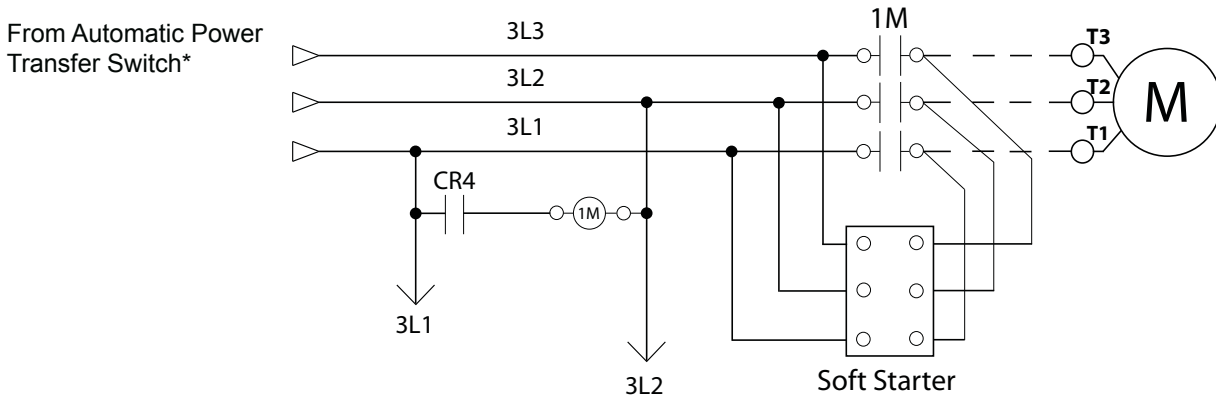 From Automatic Power
Transfer Switch*
3L3
1M
T3
3L2
T2
M
3L1
T1
CR4
1M
3L1
3L2
Soft Starter